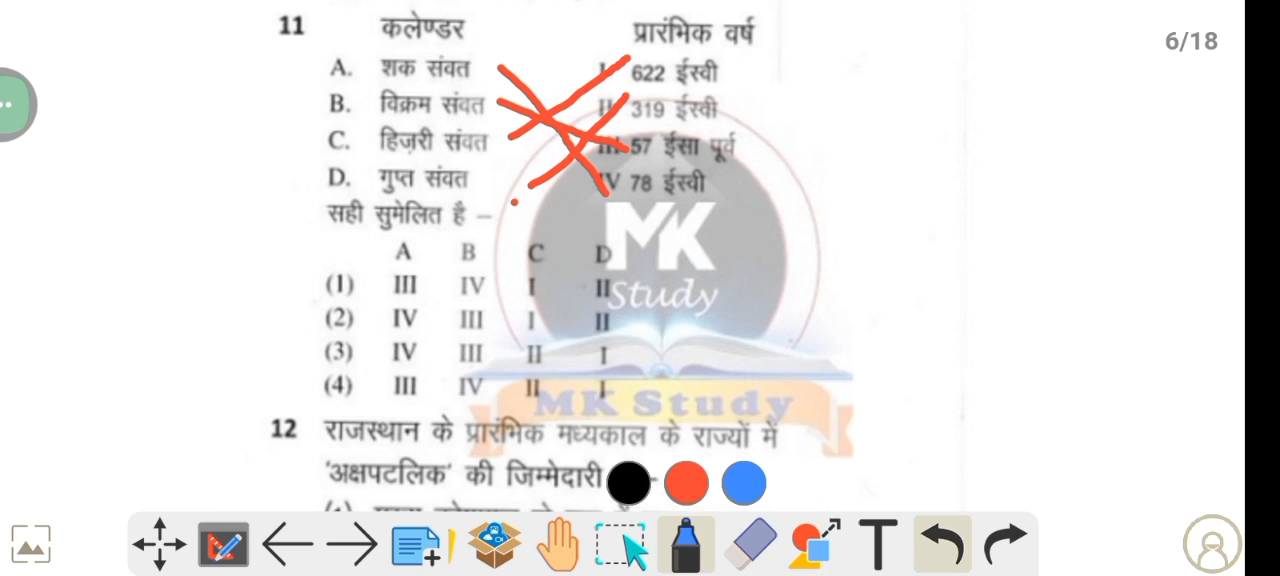 11 कलेण्डर प्रारंभिक वर्ष
6/18
A. शक संवत I. 622 ईस्वी
B. विक्रम संवत II 319 ईस्वी
C. हिज़री संवत III. 57 ईसा पूर्व
D. गुप्त संवत IV 78 ईस्वी
सही सुमेलित है –
A B C D
(1) III IV I II
(2) IV III I II
(3) IV III II I
(4) III IV II I
MK
Study
MK Study
12 राजस्थान के प्रारंभिक मध्यकाल के राज्यों में
'अक्षपटलिक' की जिम्मेदारी
T